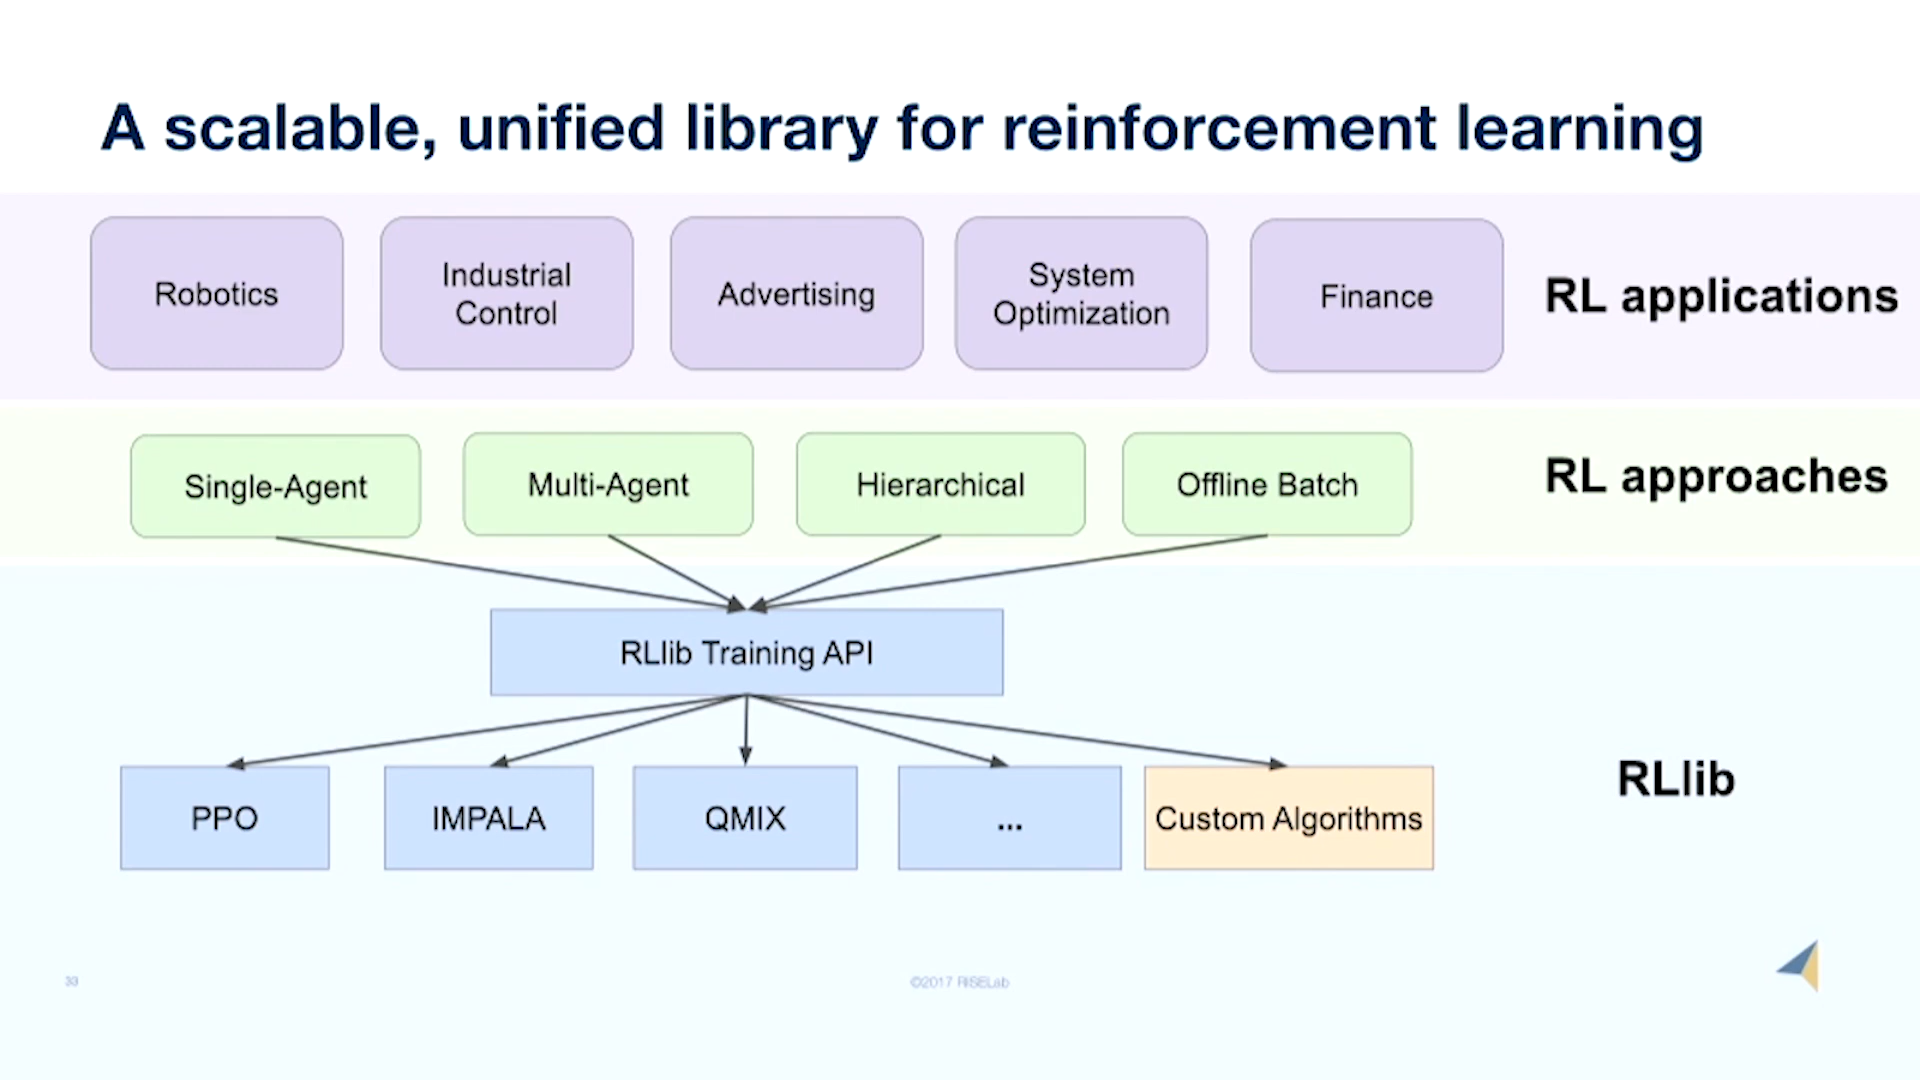 A scalable, unified library for reinforcement learning
Robotics
Industrial
Control
Advertising
System
Optimization
Finance
RL applications
Single-Agent
Multi-Agent
Hierarchical
Offline Batch
RL approaches
RLlib Training API
PPO
IMPALA
QMIX
...
Custom Algorithms
RLlib
33
©2017 RISELab